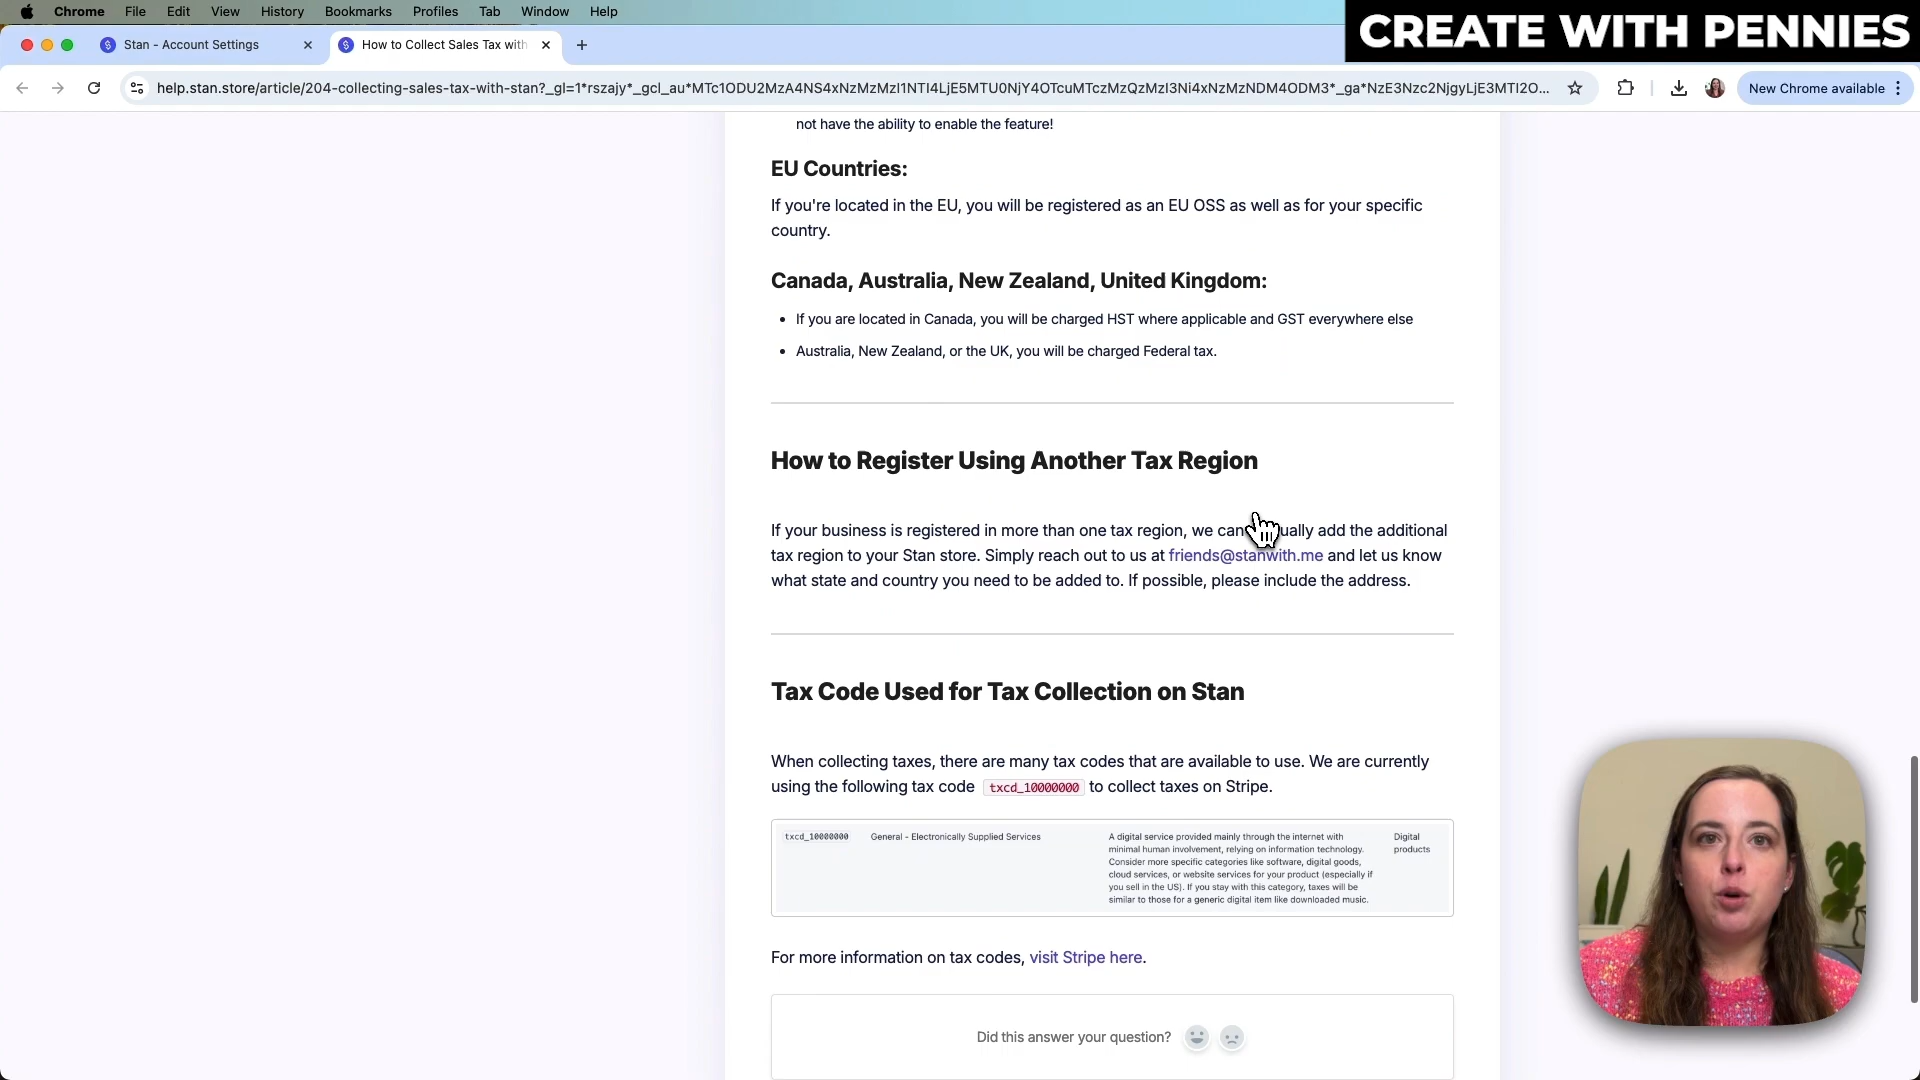 Chrome File Edit View History Bookmarks Profiles Tab Window Help
CREATE WITH PENNIES
Stan - Account Settings
How to Collect Sales Tax with
help.stan.store/article/204-collecting-sales-tax-with-stan?_gl=1*rszajy*_gcl_au*MTc1ODU2MzA4NS4xNzMzMzI1NTI4LjE5MTU0NjY4OTcuMTczMzQzMzI3Ni4xNzMzNDM4ODM3*_ga*NzE3Nzc2NjgyLjE3MTI2O...
New Chrome available
not have the ability to enable the feature!
EU Countries:
If you're located in the EU, you will be registered as an EU OSS as well as for your specific
country.
Canada, Australia, New Zealand, United Kingdom:
• If you are located in Canada, you will be charged HST where applicable and GST everywhere else
• Australia, New Zealand, or the UK, you will be charged Federal tax.
How to Register Using Another Tax Region
If your business is registered in more than one tax region, we can ually add the additional
tax region to your Stan store. Simply reach out to us at friends@stanwith.me and let us know
what state and country you need to be added to. If possible, please include the address.
Tax Code Used for Tax Collection on Stan
When collecting taxes, there are many tax codes that are available to use. We are currently
using the following tax code txcd_10000000 to collect taxes on Stripe.
txcd_10000000 General - Electronically Supplied Services
A digital service provided mainly through the internet with
minimal human involvement, relying on information technology.
Consider more specific categories like software, digital goods,
cloud services, or website services for your product (especially if
you sell in the US). If you stay with this category, taxes will be
similar to those for a generic digital item like downloaded music.
Digital
products
For more information on tax codes, visit Stripe here.
Did this answer your question?